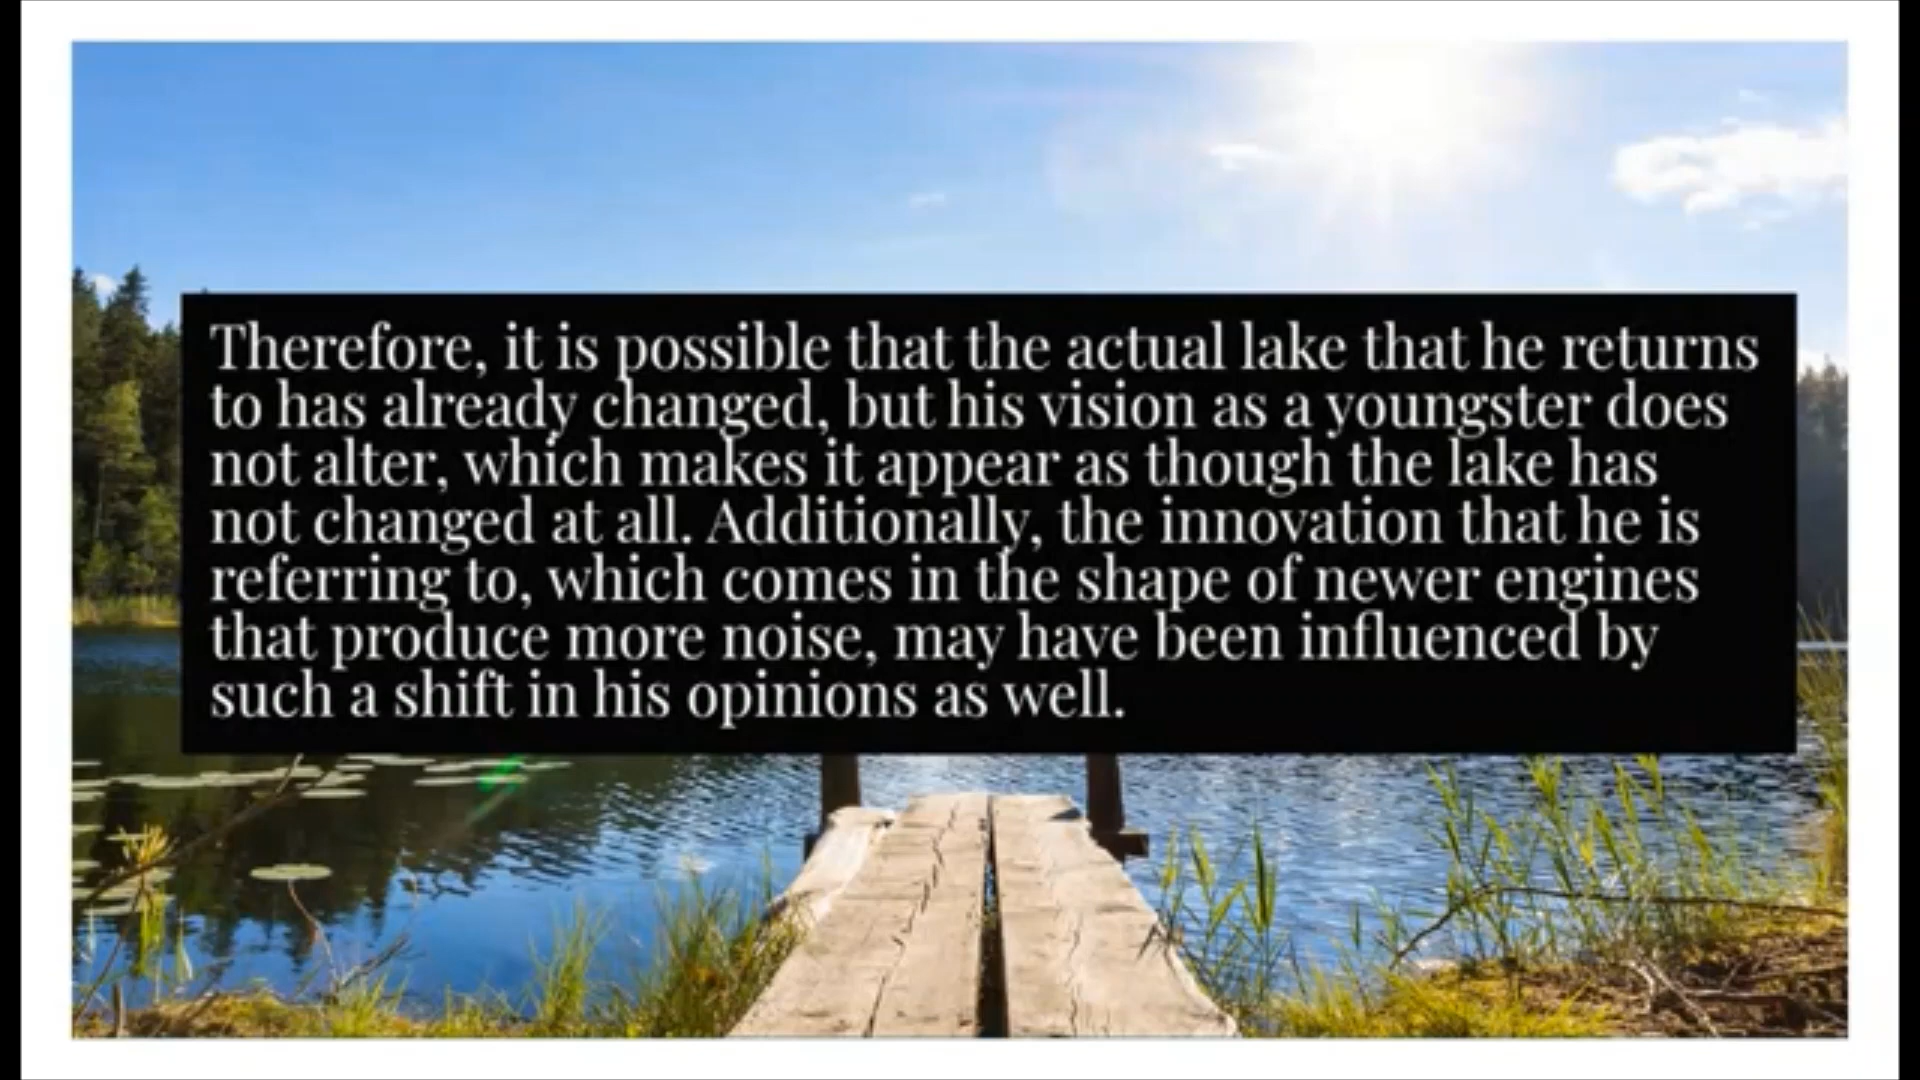 Therefore, it is possible that the actual lake that he returns
to has already changed, but his vision as a youngster does
not alter, which makes it appear as though the lake has
not changed at all. Additionally, the innovation that he is
referring to, which comes in the shape of newer engines
that produce more noise, may have been influenced by
such a shift in his opinions as well.